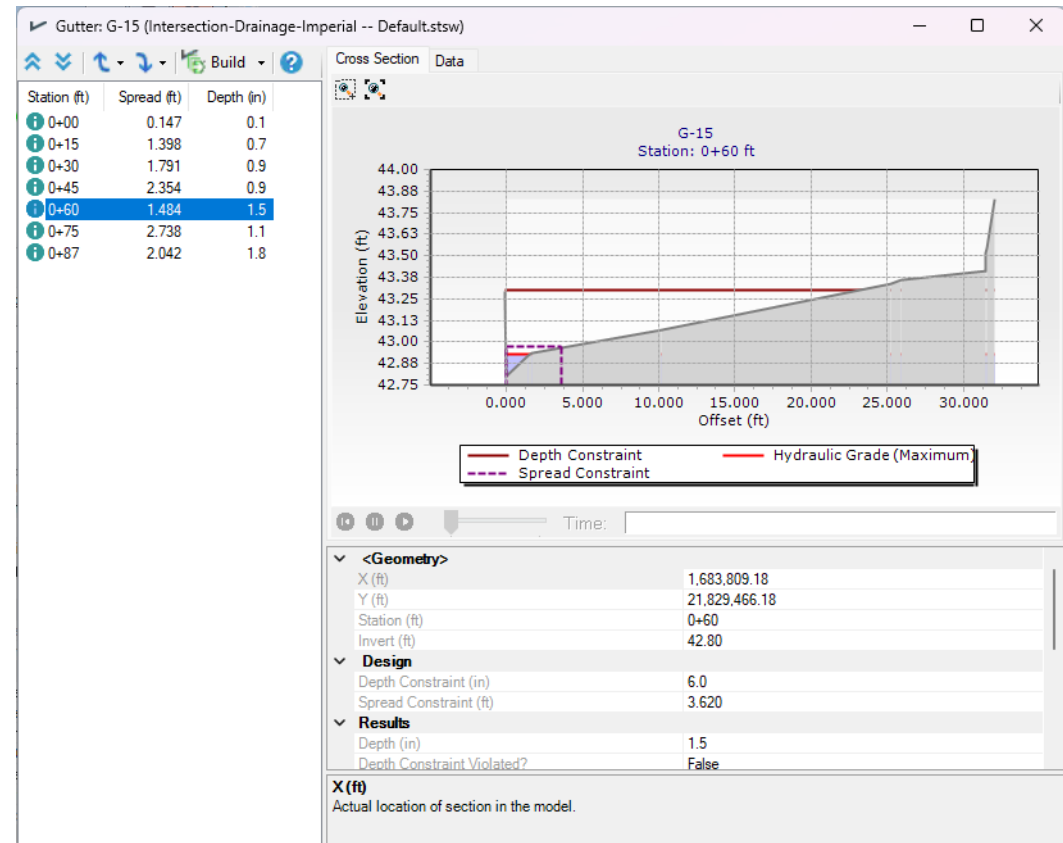 Gutter: G-15 (Intersection-Drainage-Imperial -- Default.stsw)
Build
Station (ft) Spread (ft) Depth (in)
0+00 0.147 0.1
0+15 1.398 0.7
0+30 1.791 0.9
0+45 2.354 0.9
0+60 1.484 1.5
0+75 2.738 1.1
0+87 2.042 1.8
Cross Section Data
G-15
Station: 0+60 ft
Elevation (ft)
44.00
43.88
43.75
43.63
43.50
43.38
43.25
43.13
43.00
42.88
42.75
0.000 5.000 10.000 15.000 20.000 25.000 30.000
Offset (ft)
Depth Constraint Hydraulic Grade (Maximum)
Spread Constraint
Time:
<Geometry>
X (ft) 1,683,809.18
Y (ft) 21,829,466.18
Station (ft) 0+60
Invert (ft) 42.80
Design
Depth Constraint (in) 6.0
Spread Constraint (ft) 3.620
Results
Depth (in) 1.5
Depth Constraint Violated? False
X (ft)
Actual location of section in the model.